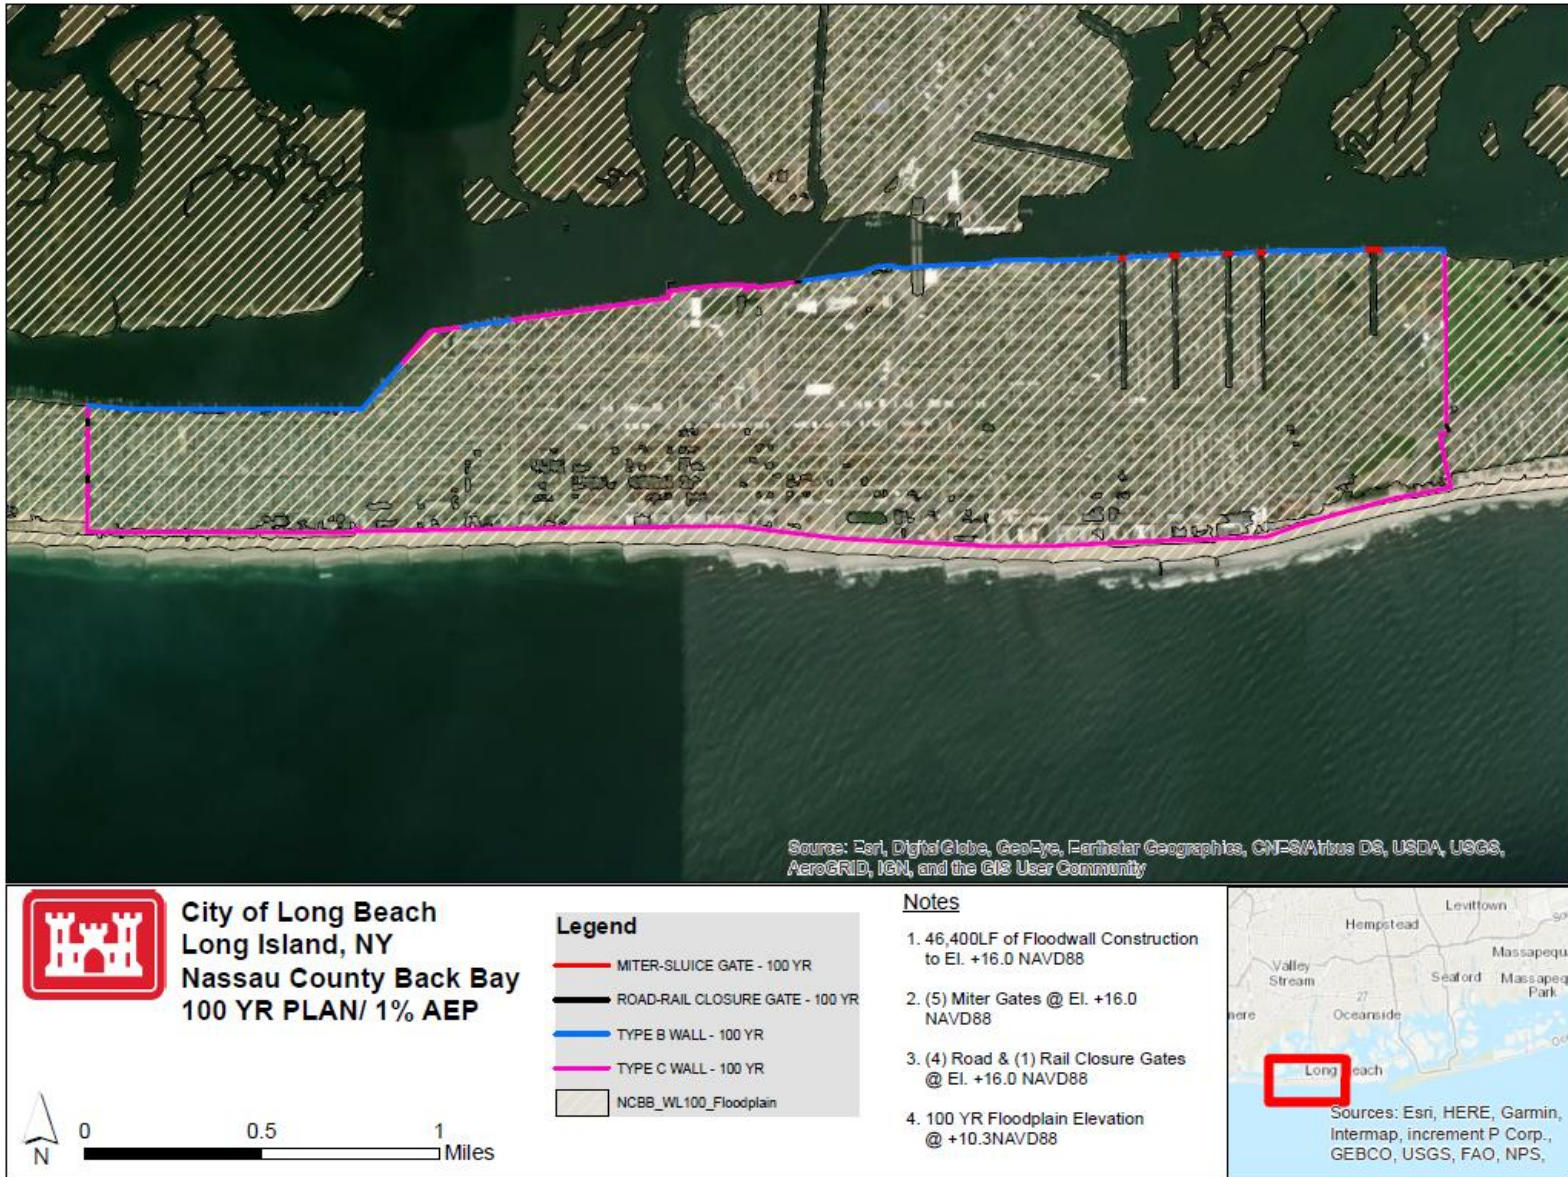 Source: Esri, DigitalGlobe, GeoEye, Earthstar Geographics, CNES/Airbus DS, USDA, USGS,
AeroGRID, IGN, and the GIS User Community
City of Long Beach
Long Island, NY
Nassau County Back Bay
100 YR PLAN/ 1% AEP
N
0 0.5 1
Miles
Legend
MITER-SLUICE GATE - 100 YR
ROAD-RAIL CLOSURE GATE - 100 YR
TYPE B WALL - 100 YR
TYPE C WALL - 100 YR
NCBB_WL100_Floodplain
Notes
1. 46,400LF of Floodwall Construction
to El. +16.0 NAVD88
2. (5) Miter Gates @ El. +16.0
NAVD88
3. (4) Road & (1) Rail Closure Gates
@ El. +16.0 NAVD88
4. 100 YR Floodplain Elevation
@ +10.3NAVD88
Levittown
Hempstead
Massapequ
Valley
Stream
Seaford
Massapeq
Park
27
Oceanside
nere
Long Beach
Sources: Esri, HERE, Garmin,
Intermap, increment P Corp.,
GEBCO, USGS, FAO, NPS,